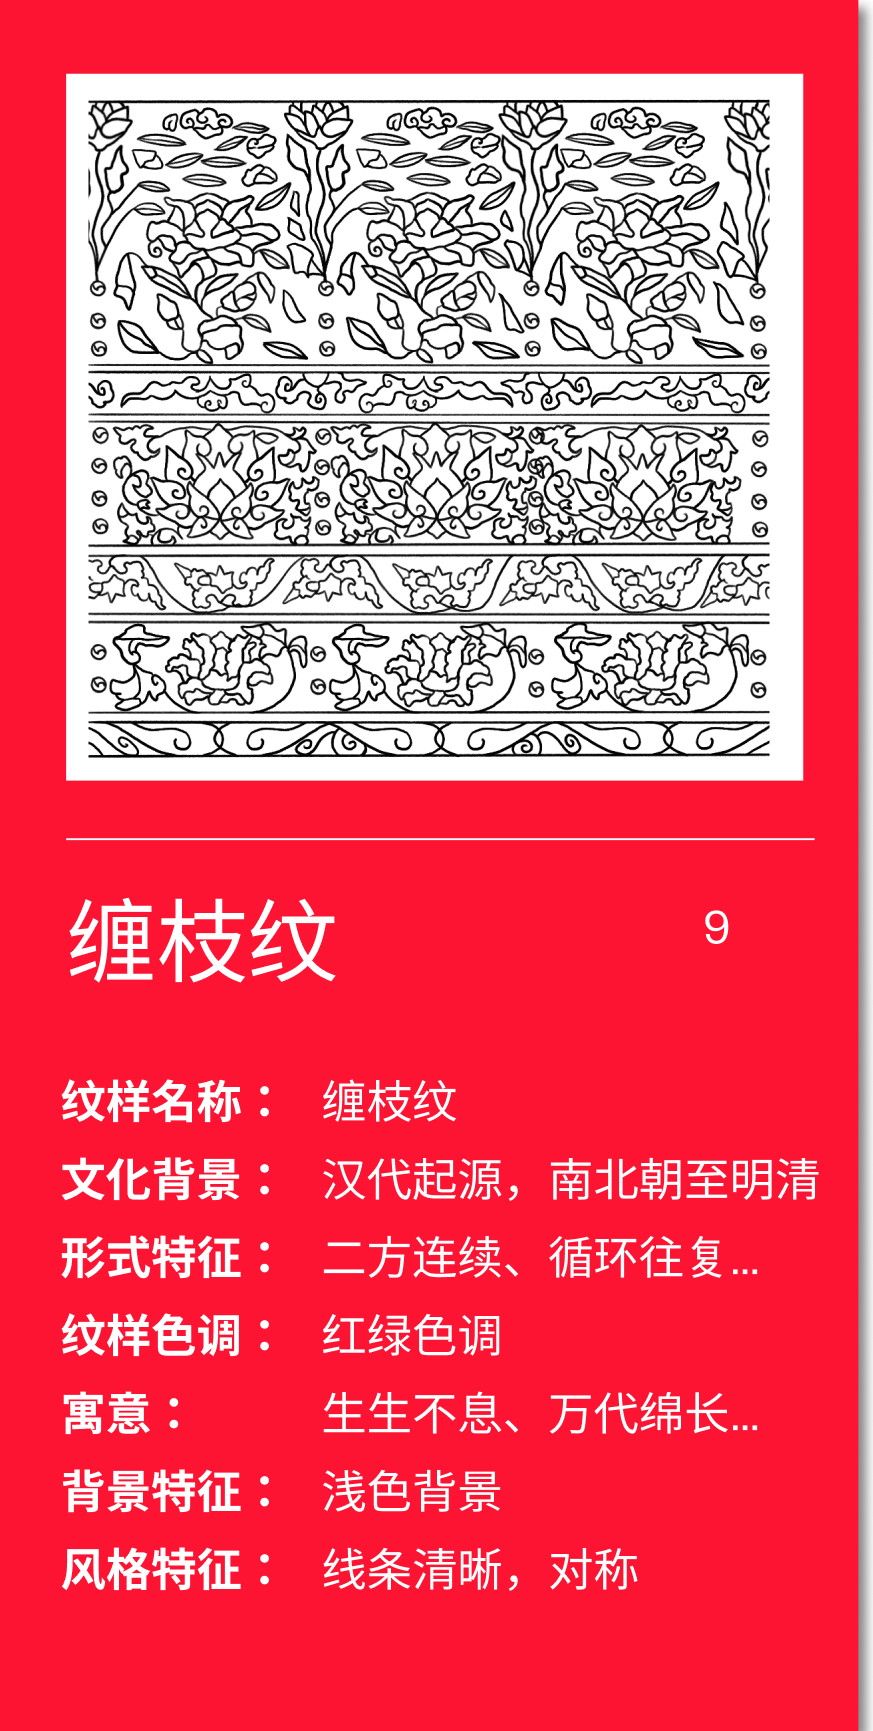 缠枝纹
9
纹样名称： 缠枝纹
文化背景： 汉代起源，南北朝至明清
形式特征： 二方连续、循环往复...
纹样色调： 红绿色调
寓意： 生生不息、万代绵长...
背景特征： 浅色背景
风格特征： 线条清晰，对称